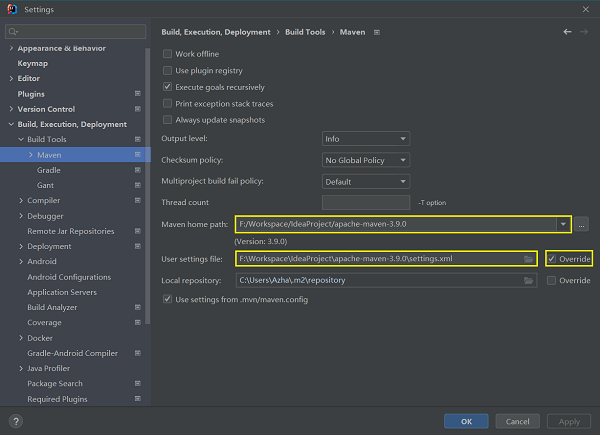 Settings
Build, Execution, Deployment › Build Tools › Maven
Appearance & Behavior
Keymap
Editor
Plugins
Version Control
Build, Execution, Deployment
Build Tools
Maven
Gradle
Gant
Compiler
Debugger
Remote Jar Repositories
Deployment
Android
Android Configurations
Application Servers
Build Analyzer
Coverage
Docker
Gradle-Android Compiler
Java Profiler
Package Search
Required Plugins
Work offline
Use plugin registry
Execute goals recursively
Print exception stack traces
Always update snapshots
Output level: Info
Checksum policy: No Global Policy
Multiproject build fail policy: Default
Thread count -T option
Maven home path: F:/Workspace/IdeaProject/apache-maven-3.9.0 ...
(Version: 3.9.0)
User settings file: F:\Workspace\IdeaProject\apache-maven-3.9.0\settings.xml Override
Local repository: C:\Users\Azha\.m2\repository Override
Use settings from .mvn/maven.config
? OK Cancel Apply